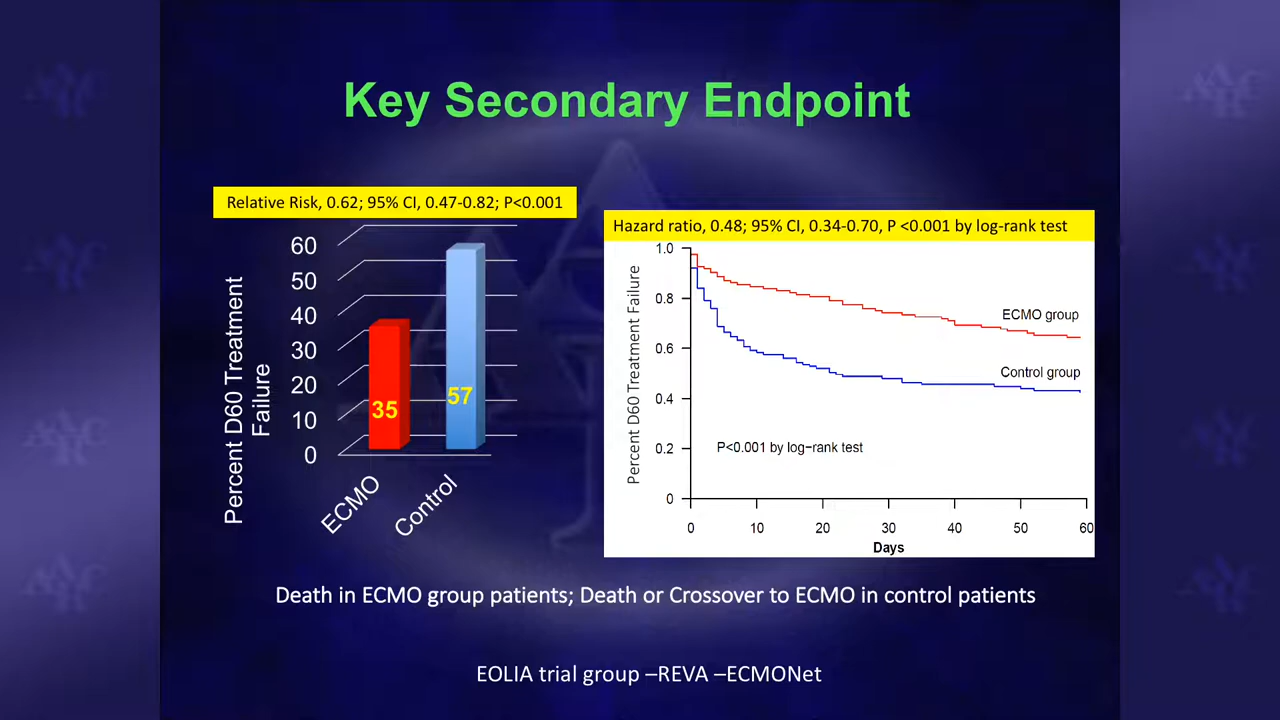 Key Secondary Endpoint
Relative Risk, 0.62; 95% CI, 0.47-0.82; P<0.001
Percent D60 Treatment
Failure
60
50
40
30
20
10
0
35
57
ECMO
Control
Hazard ratio, 0.48; 95% CI, 0.34-0.70, P <0.001 by log-rank test
Percent D60 Treatment Failure
1.0
0.8
0.6
0.4
0.2
0
ECMO group
Control group
P<0.001 by log−rank test
0 10 20 30 40 50 60
Days
Death in ECMO group patients; Death or Crossover to ECMO in control patients
EOLIA trial group –REVA –ECMONet